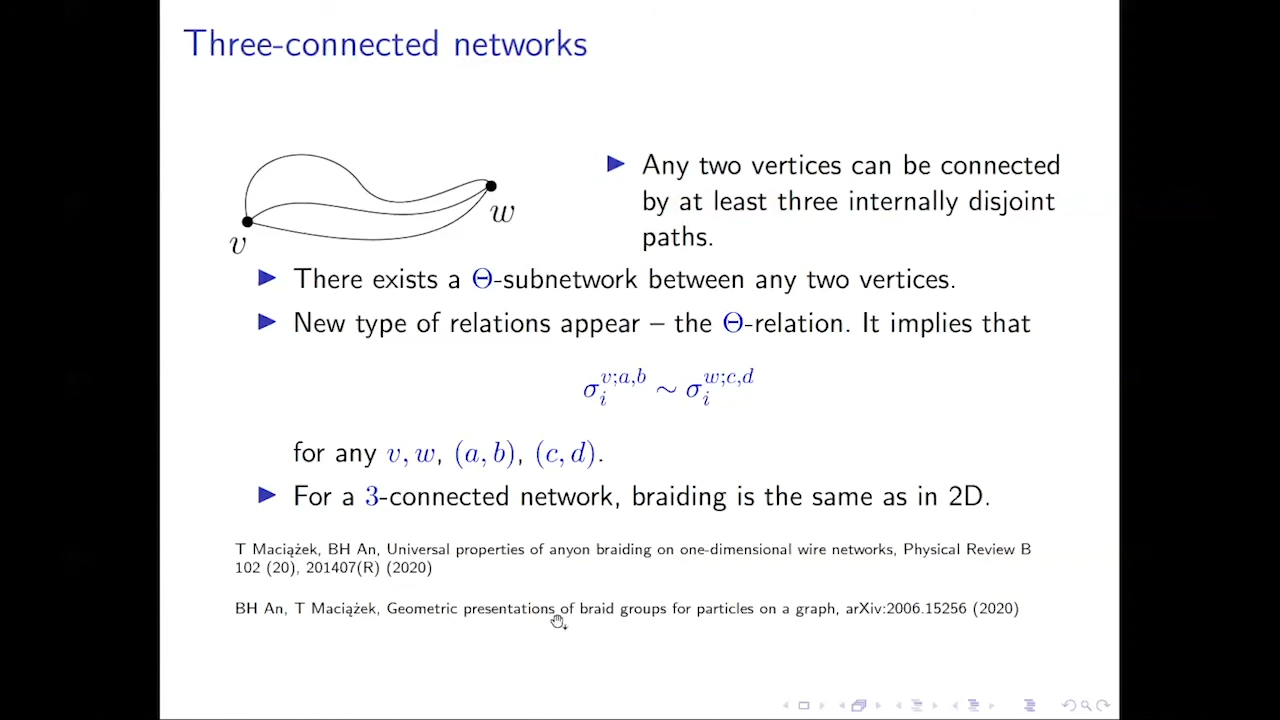 Three-connected networks
v
w
▶ Any two vertices can be connected
by at least three internally disjoint
paths.
▶ There exists a Θ-subnetwork between any two vertices.
▶ New type of relations appear – the Θ-relation. It implies that
σ_i^{v;a,b} ∼ σ_i^{w;c,d}
for any v, w, (a, b), (c, d).
▶ For a 3-connected network, braiding is the same as in 2D.
T Maciążek, BH An, Universal properties of anyon braiding on one-dimensional wire networks, Physical Review B
102 (20), 201407(R) (2020)
BH An, T Maciążek, Geometric presentations of braid groups for particles on a graph, arXiv:2006.15256 (2020)